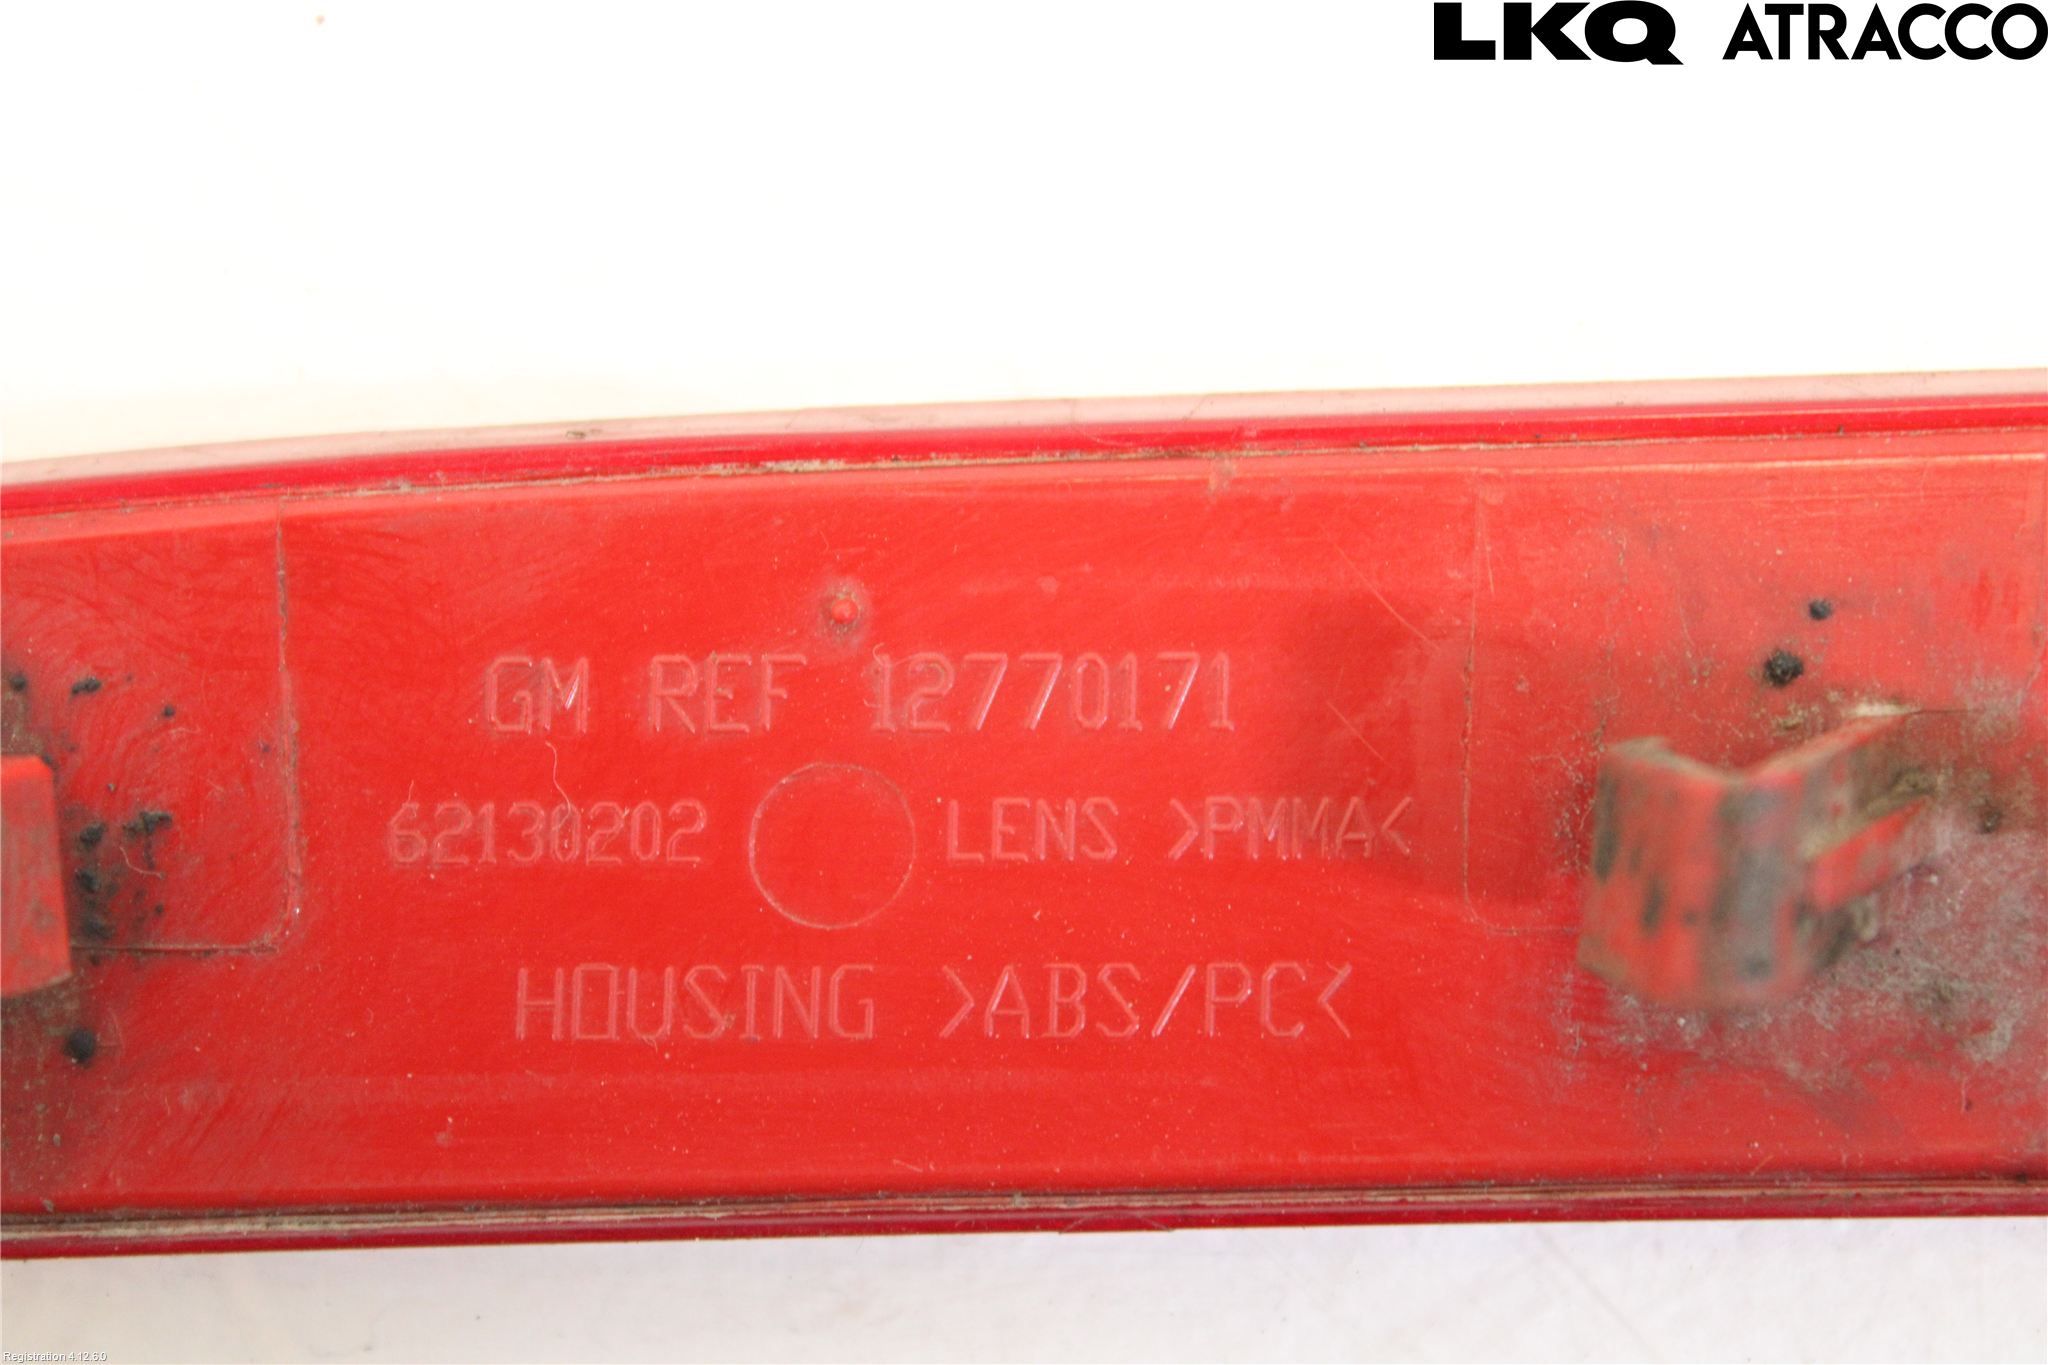 LKQ ATRACCO
GM REF 12770171
62130202 LENS >PMMA<
HOUSING >ABS/PC<
Registration 4.12.6.0